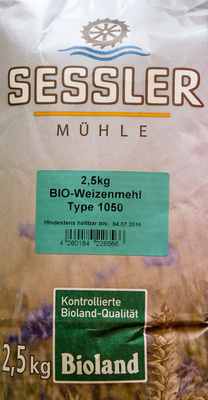 SESSLER
MÜHLE
2,5kg
BIO-Weizenmehl
Type 1050
Mindestens haltbar bis: 04.07.2016
4 260184 226566
Kontrollierte
Bioland-Qualität
2,5 kg
Bioland